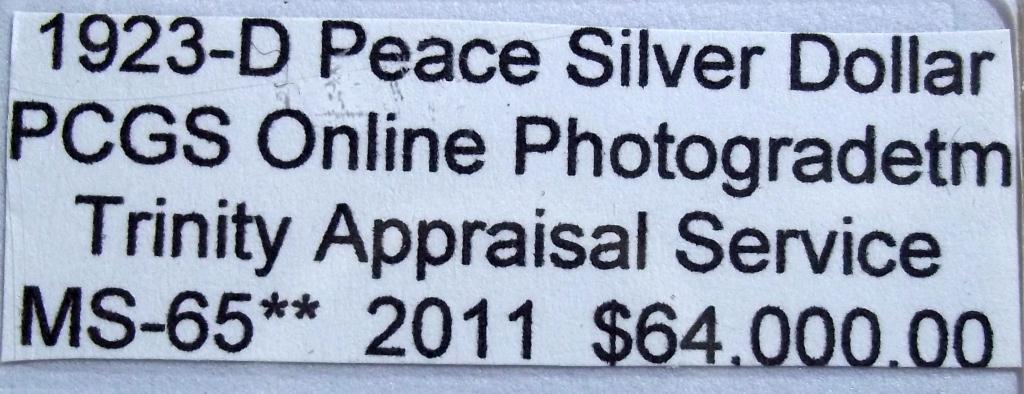 1923-D Peace Silver Dollar
PCGS Online Photogradetm
Trinity Appraisal Service
MS-65** 2011 $64.000.00